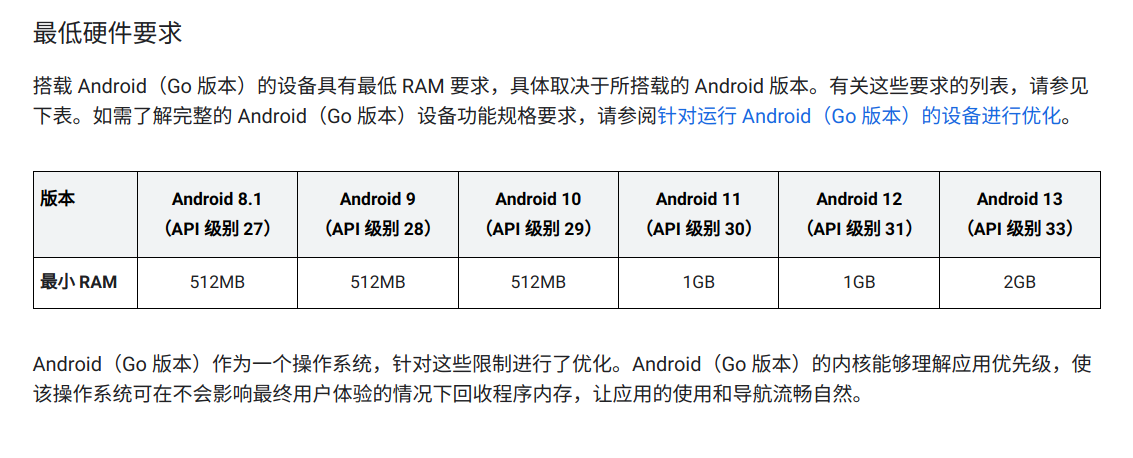 最低硬件要求
搭载 Android（Go 版本）的设备具有最低 RAM 要求，具体取决于所搭载的 Android 版本。有关这些要求的列表，请参见
下表。如需了解完整的 Android（Go 版本）设备功能规格要求，请参阅针对运行 Android（Go 版本）的设备进行优化。
版本 Android 8.1 Android 9 Android 10 Android 11 Android 12 Android 13
（API 级别 27） （API 级别 28） （API 级别 29） （API 级别 30） （API 级别 31） （API 级别 33）
最小 RAM 512MB 512MB 512MB 1GB 1GB 2GB
Android（Go 版本）作为一个操作系统，针对这些限制进行了优化。Android（Go 版本）的内核能够理解应用优先级，使
该操作系统可在不会影响最终用户体验的情况下回收程序内存，让应用的使用和导航流畅自然。